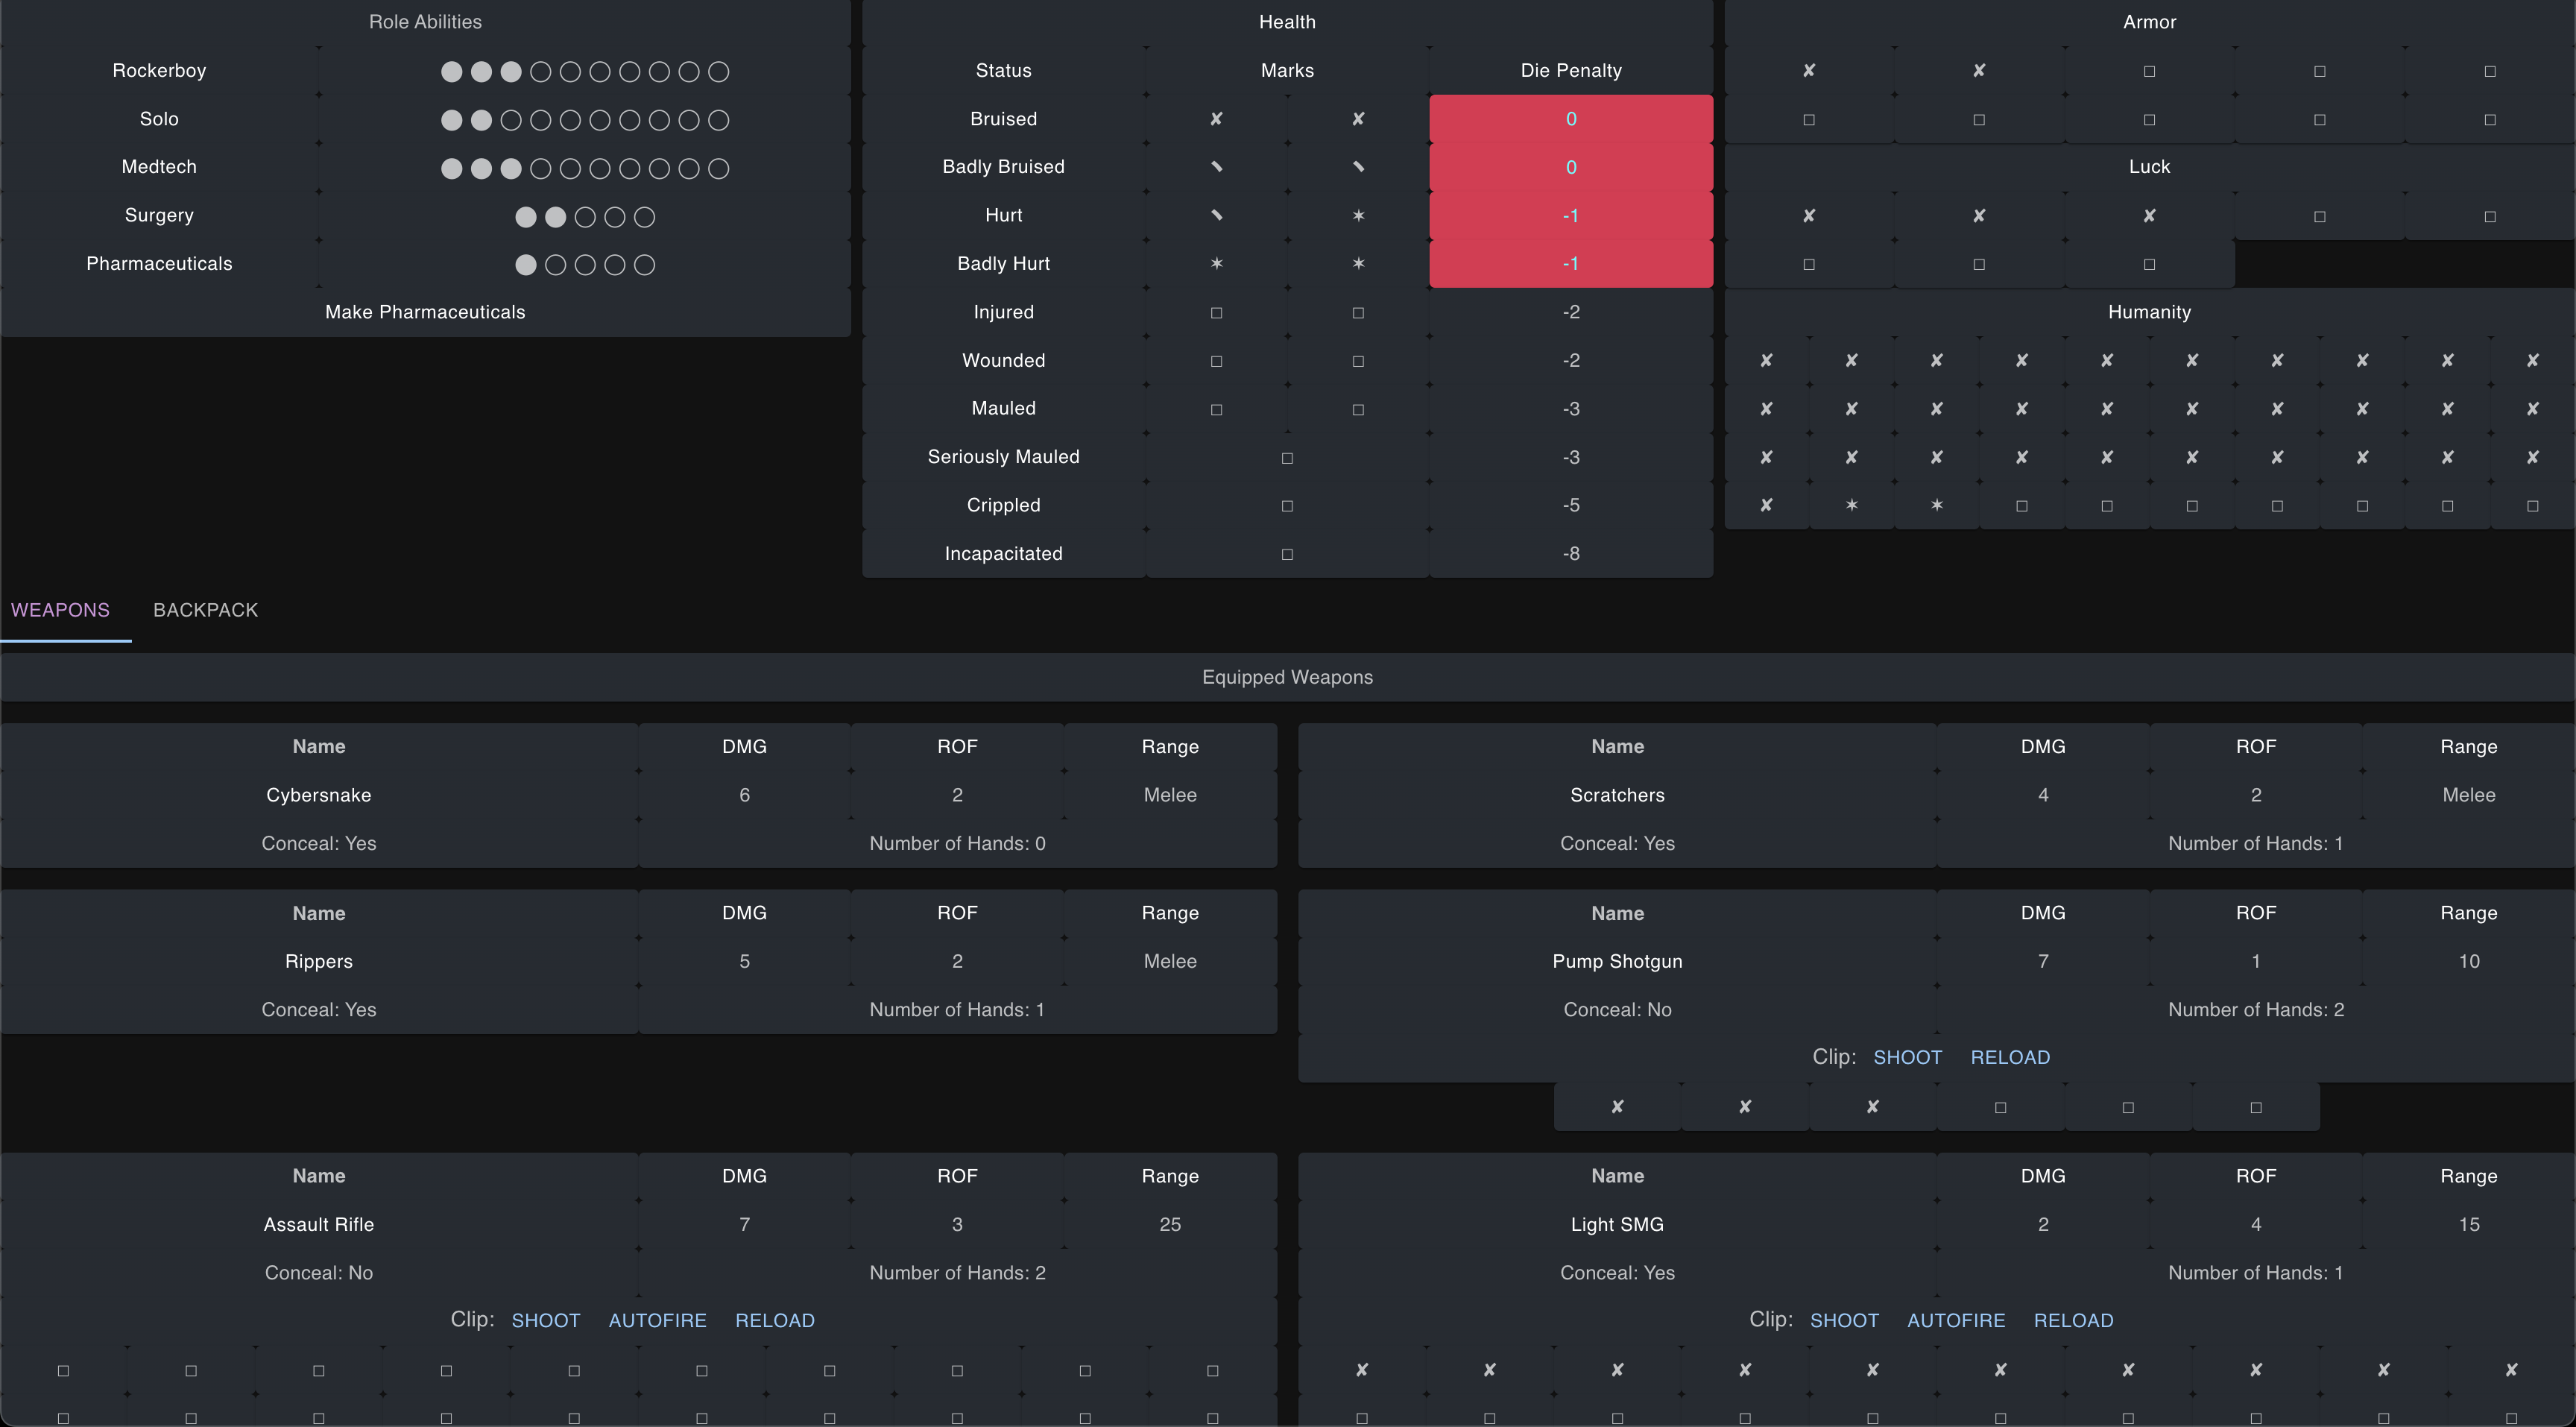 Role Abilities
Rockerboy
Solo
Medtech
Surgery
Pharmaceuticals
Make Pharmaceuticals
Health
Status Marks Die Penalty
Bruised ✘ ✘ 0
Badly Bruised 0
Hurt ✶ -1
Badly Hurt ✶ ✶ -1
Injured □ □ -2
Wounded □ □ -2
Mauled □ □ -3
Seriously Mauled □ -3
Crippled □ -5
Incapacitated □ -8
Armor
✘ ✘ □ □ □
□ □ □ □ □
Luck
✘ ✘ ✘ □ □
□ □ □
Humanity
✘ ✘ ✘ ✘ ✘ ✘ ✘ ✘ ✘ ✘
✘ ✘ ✘ ✘ ✘ ✘ ✘ ✘ ✘ ✘
✘ ✘ ✘ ✘ ✘ ✘ ✘ ✘ ✘ ✘
✘ ✶ ✶ □ □ □ □ □ □ □
WEAPONS BACKPACK
Equipped Weapons
Name DMG ROF Range
Cybersnake 6 2 Melee
Conceal: Yes Number of Hands: 0
Name DMG ROF Range
Scratchers 4 2 Melee
Conceal: Yes Number of Hands: 1
Name DMG ROF Range
Rippers 5 2 Melee
Conceal: Yes Number of Hands: 1
Name DMG ROF Range
Pump Shotgun 7 1 10
Conceal: No Number of Hands: 2
Clip: SHOOT RELOAD
✘ ✘ ✘ □ □ □
Name DMG ROF Range
Assault Rifle 7 3 25
Conceal: No Number of Hands: 2
Clip: SHOOT AUTOFIRE RELOAD
□ □ □ □ □ □ □ □ □ □
□ □ □ □ □ □ □ □ □ □
Name DMG ROF Range
Light SMG 2 4 15
Conceal: Yes Number of Hands: 1
Clip: SHOOT AUTOFIRE RELOAD
✘ ✘ ✘ ✘ ✘ ✘ ✘ ✘ ✘ ✘
□ □ □ □ □ □ □ □ □ □